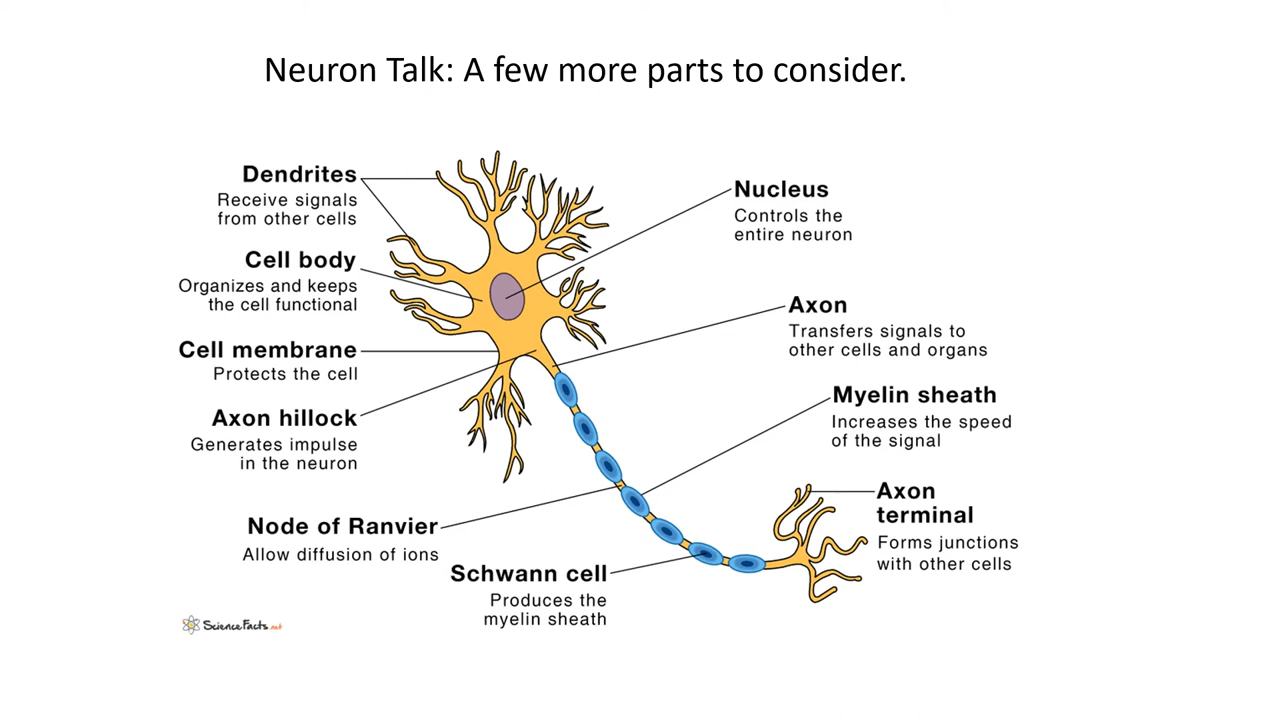 Neuron Talk: A few more parts to consider.
Dendrites
Receive signals
from other cells
Cell body
Organizes and keeps
the cell functional
Cell membrane
Protects the cell
Axon hillock
Generates impulse
in the neuron
Node of Ranvier
Allow diffusion of ions
Schwann cell
Produces the
myelin sheath
Nucleus
Controls the
entire neuron
Axon
Transfers signals to
other cells and organs
Myelin sheath
Increases the speed
of the signal
Axon
terminal
Forms junctions
with other cells
ScienceFacts.net